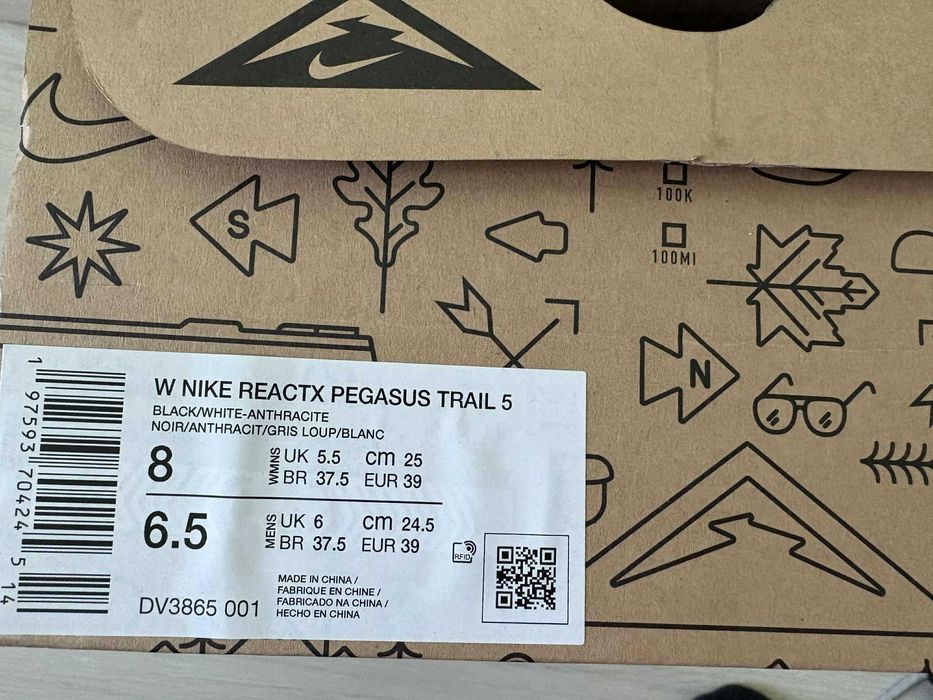 100K
100MI
S
N
W NIKE REACTX PEGASUS TRAIL 5
BLACK/WHITE-ANTHRACITE
NOIR/ANTHRACIT/GRIS LOUP/BLANC
8 WMNS UK 5.5 cm 25
BR 37.5 EUR 39
6.5 MENS UK 6 cm 24.5
BR 37.5 EUR 39
RFID
MADE IN CHINA /
FABRIQUE EN CHINE /
FABRICADO NA CHINA /
HECHO EN CHINA
DV3865 001
1 97593 70424 5 14